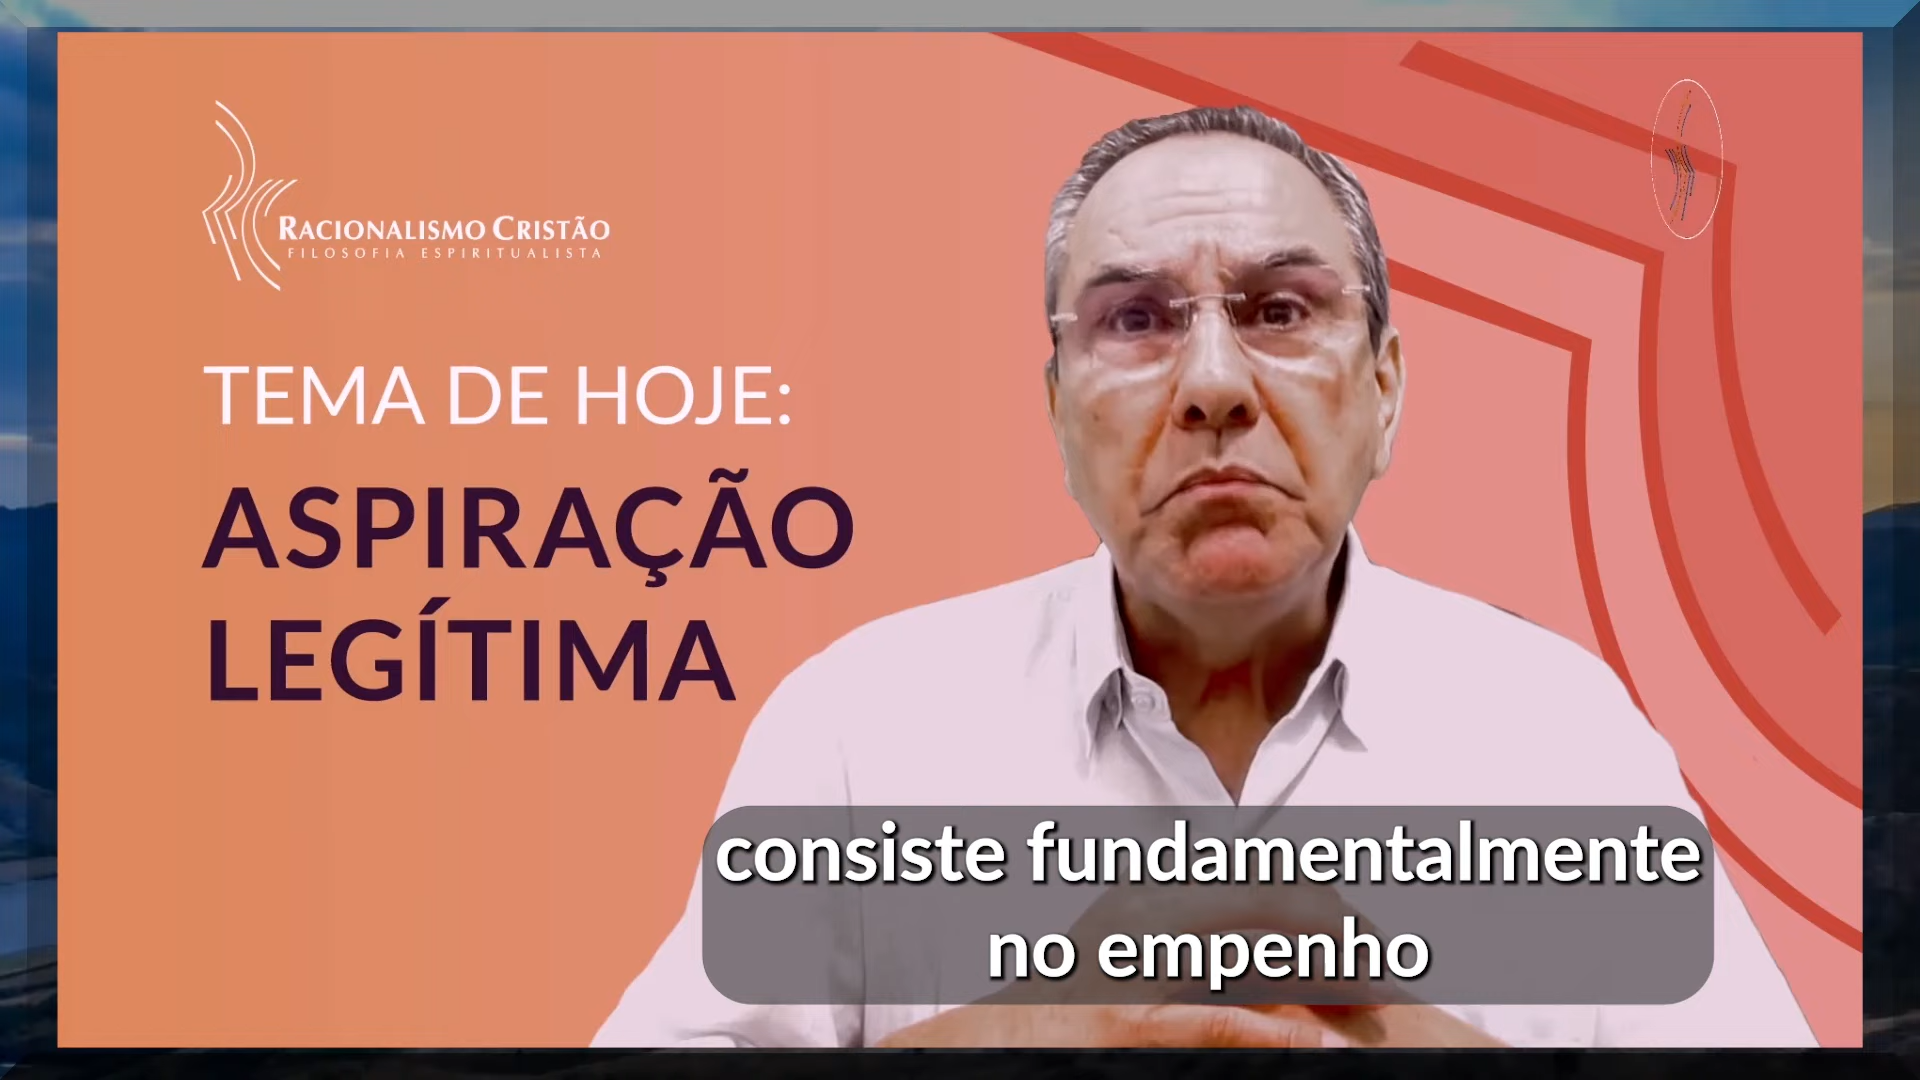 RACIONALISMO CRISTÃO
FILOSOFIA ESPIRITUALISTA
TEMA DE HOJE:
ASPIRAÇÃO
LEGÍTIMA
consiste fundamentalmente
no empenho